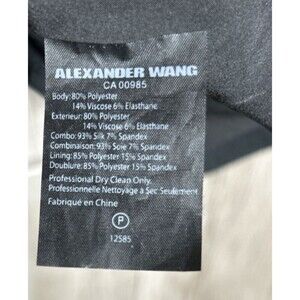 ALEXANDER WANG
CA 00985
Body: 80% Polyester
14% Viscose 6% Elasthane
Exterieur: 80% Polyester
14% Viscose 6% Elasthane
Combo: 93% Silk 7% Spandex
Combinaison: 93% Soie 7% Spandex
Lining: 85% Polyester 15% Spandex
Doublure: 85% Polyester 15% Spandex
Professional Dry Clean Only
Professionnelle Nettoyage à Sec Seulement
Fabriqué en Chine
P
12585